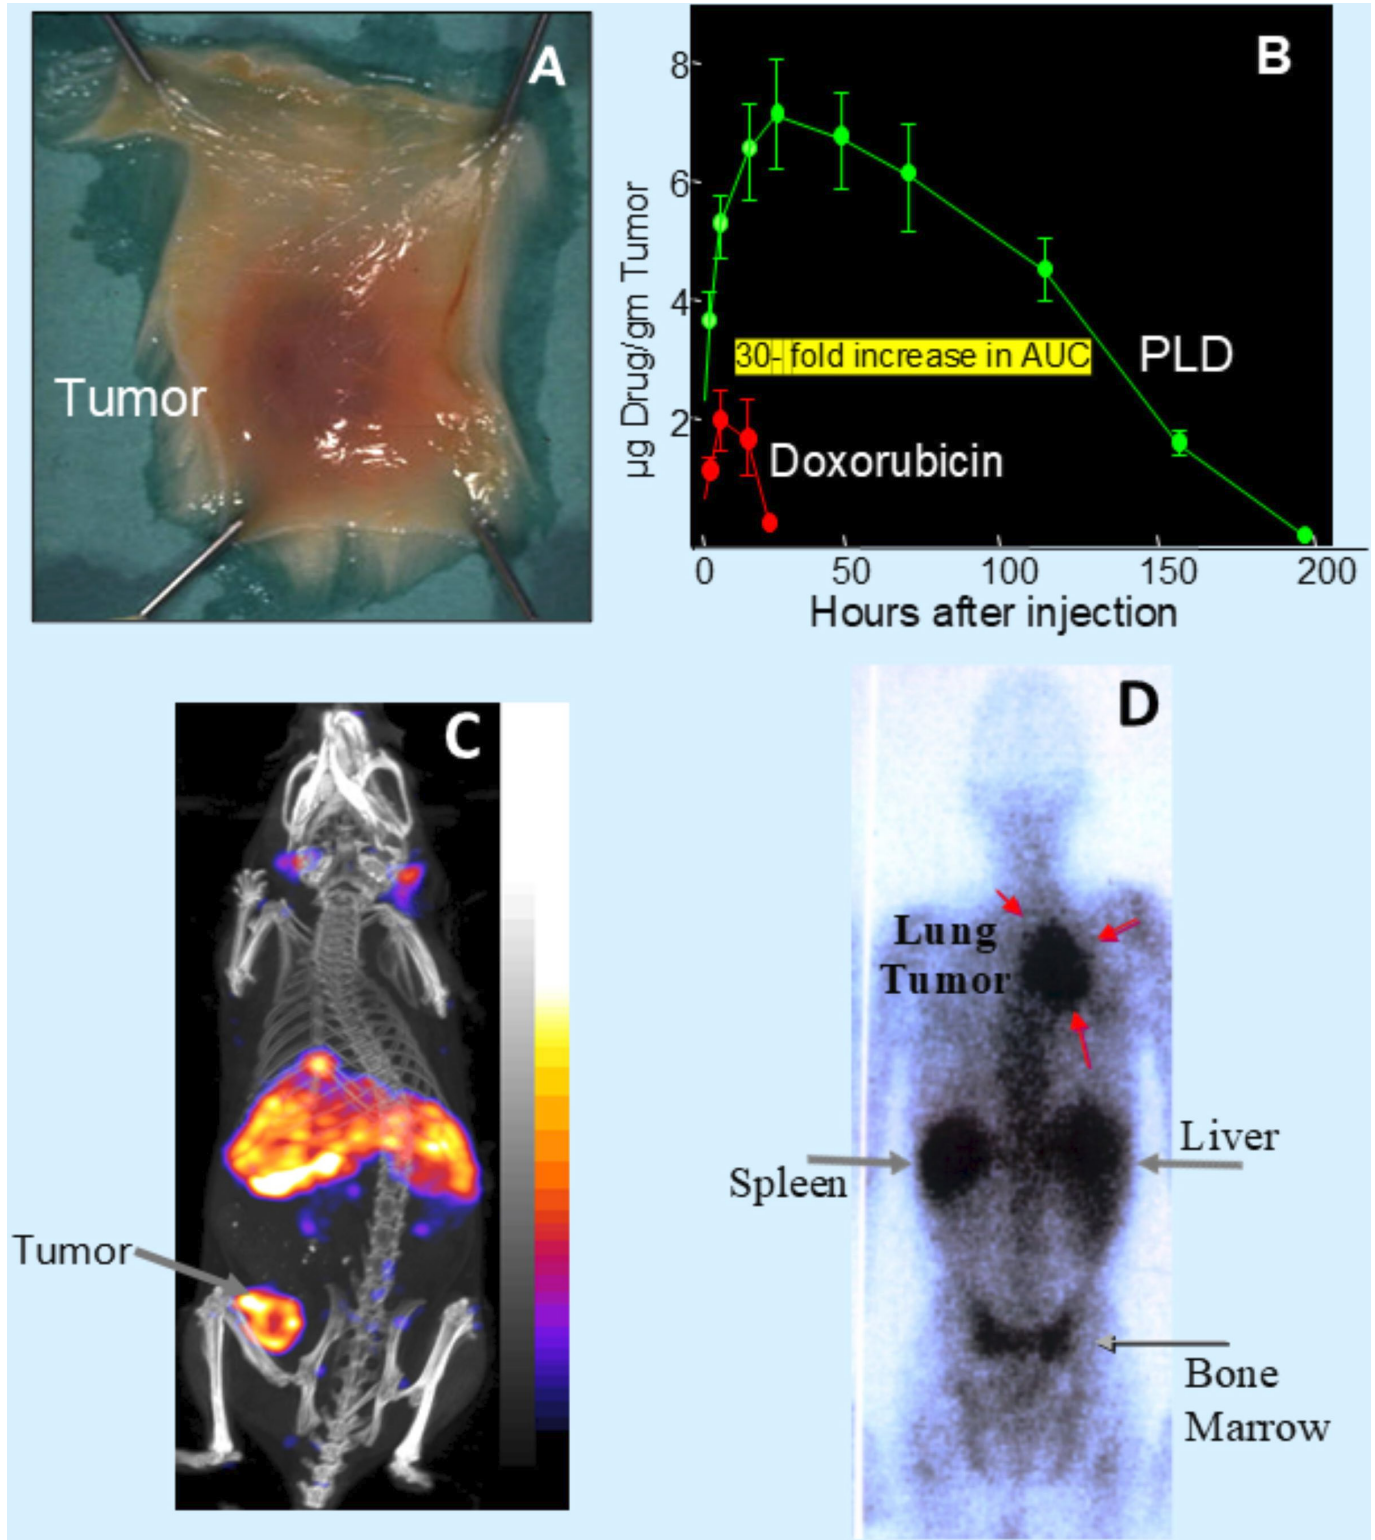 A
Tumor
B
8
6
4
2
µg Drug/gm Tumor
30- fold increase in AUC
PLD
Doxorubicin
0 50 100 150 200
Hours after injection
C
Tumor
D
Lung
Tumor
Liver
Spleen
Bone
Marrow